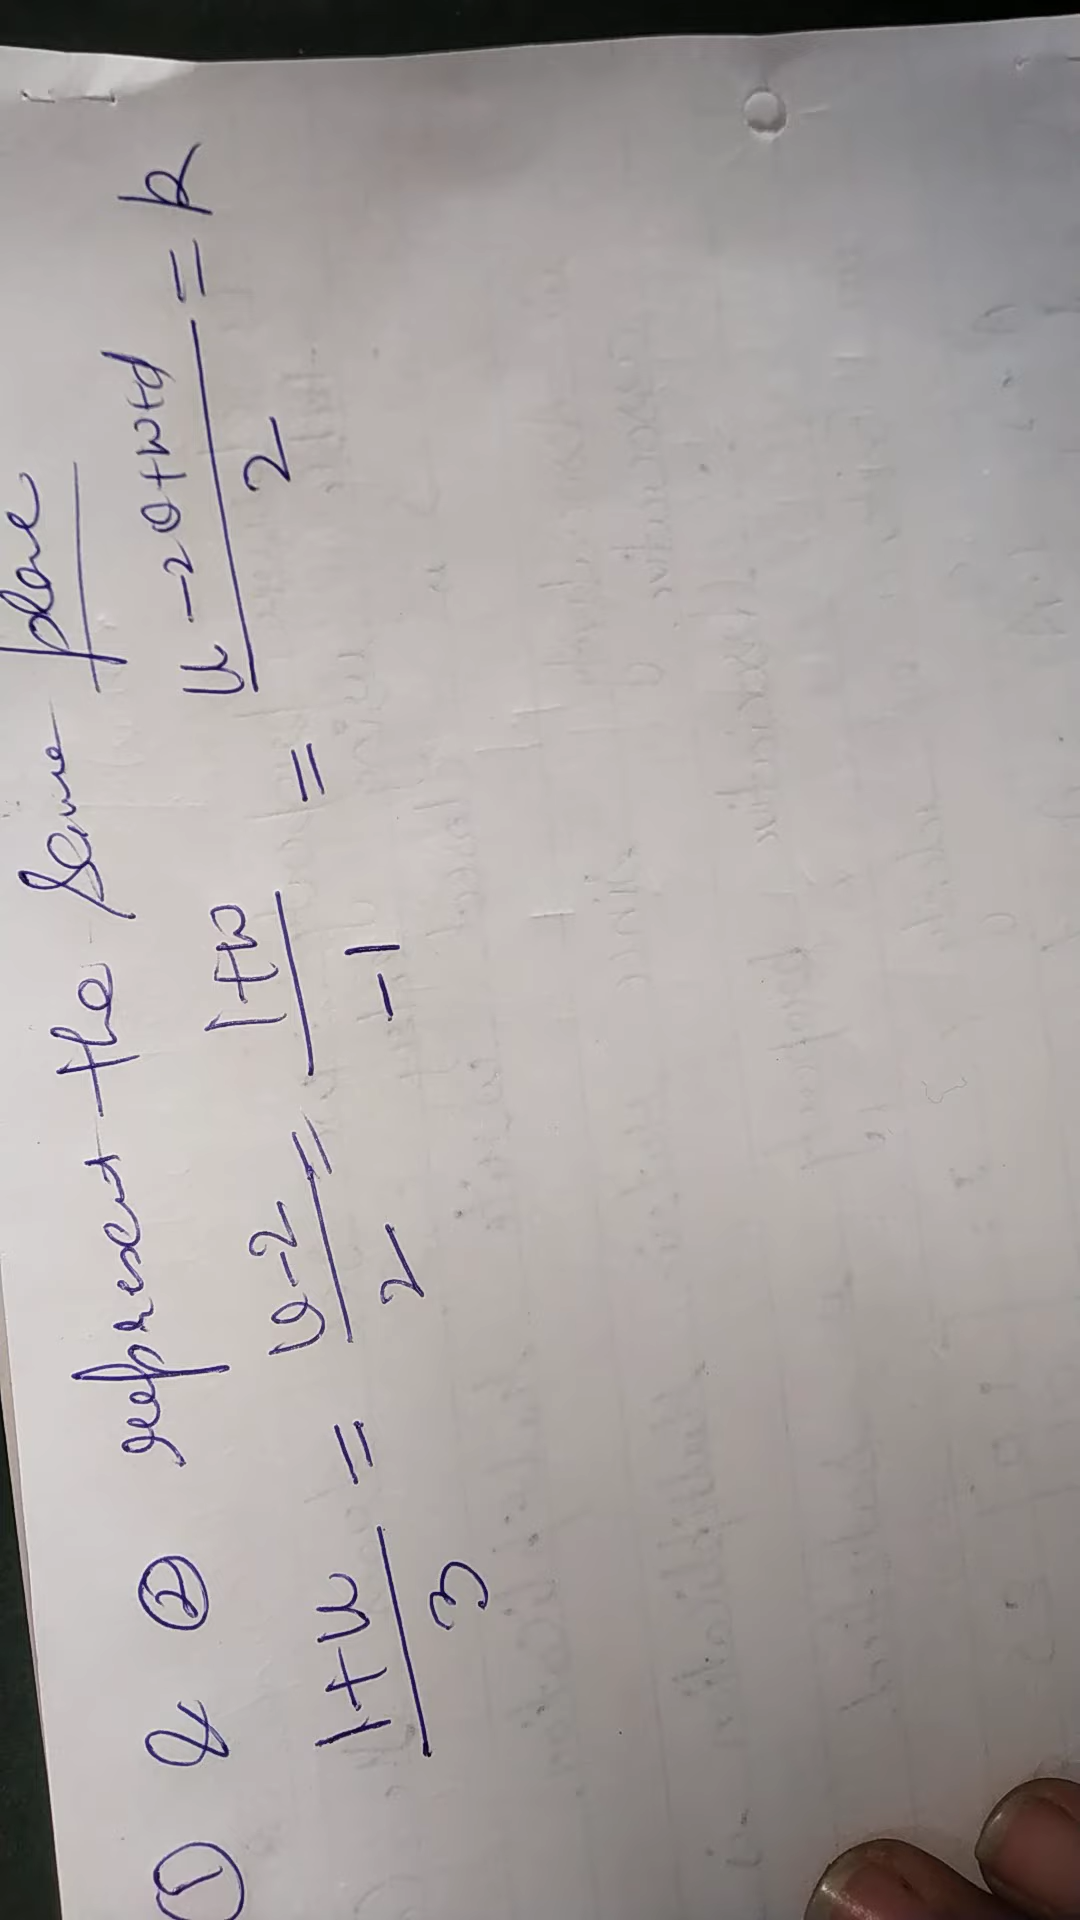 ① & ② represent the same plane
1+u/3 = v-2/2 = 1+w/-1 = u-2v+w+d/2 = k